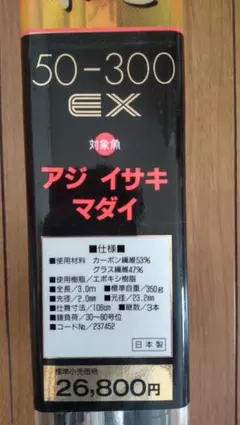 50-300
EX
対象魚
アジ イサキ
マダイ
■仕様■
■使用材料 カーボン繊維53%
グラス繊維47%
■使用樹脂/エポキシ樹脂
■全長/3.0m ■標準自重/350g
■先径/2.0mm ■元径/23.2mm
■仕舞寸法/106cm ■継数/3本
■錘負荷/30~80号位
■コードNo./237452
日本製
標準小売価格
26,800円